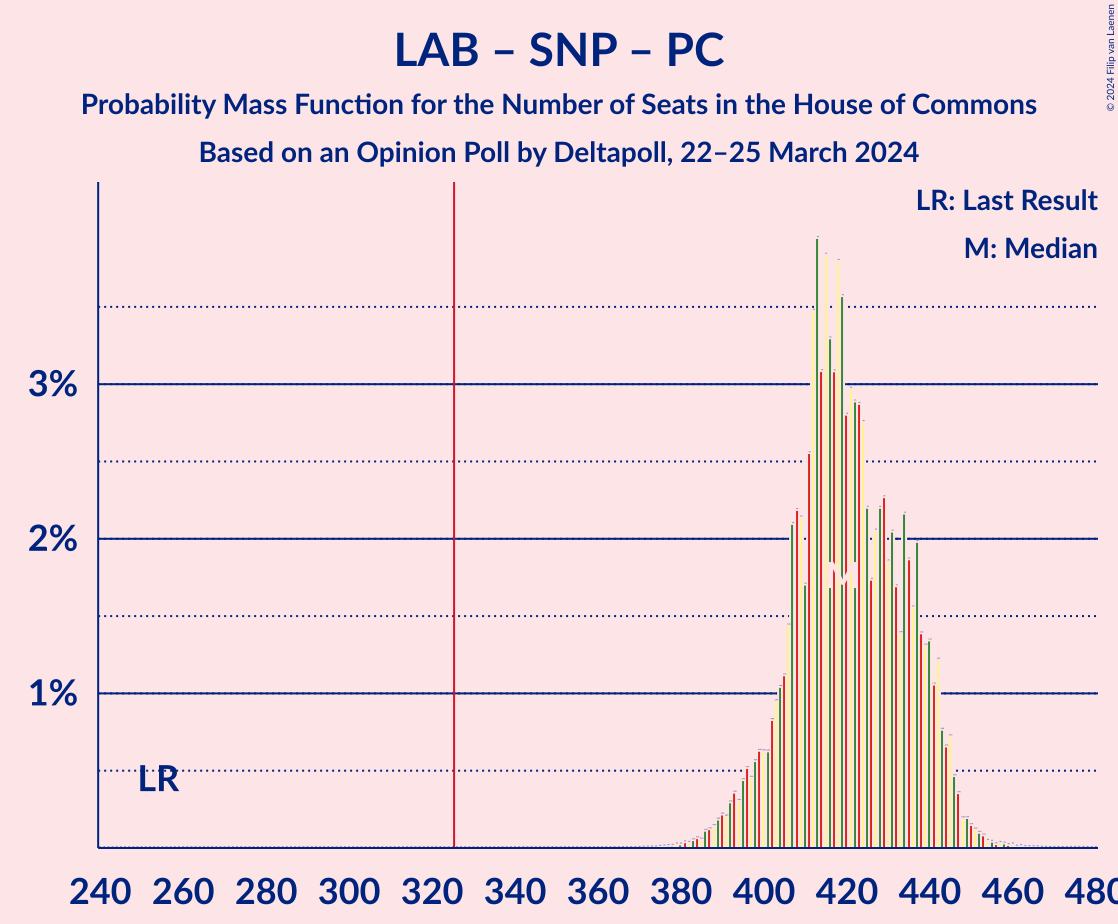 © 2024 Filip van Laenen
LAB – SNP – PC
Probability Mass Function for the Number of Seats in the House of Commons
Based on an Opinion Poll by Deltapoll, 22–25 March 2024
LR: Last Result
M: Median
3%
2%
M
1%
LR
240 260 280 300 320 340 360 380 400 420 440 460 480